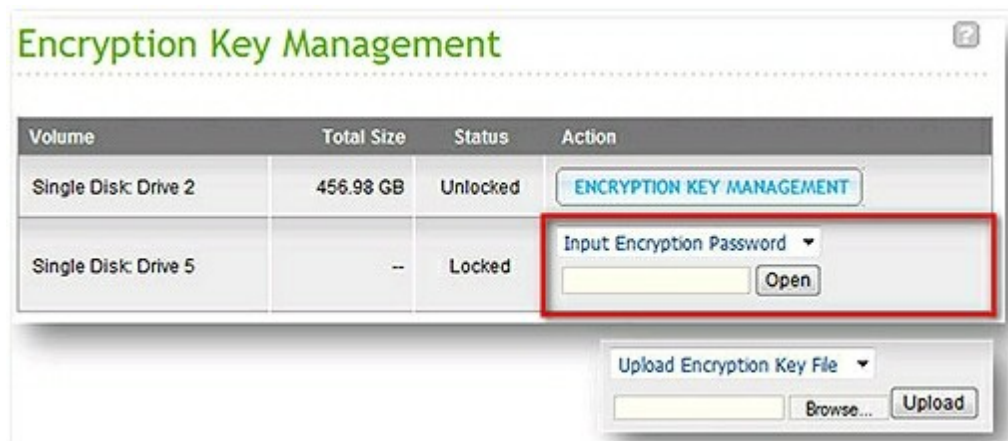 Encryption Key Management
?
Volume Total Size Status Action
Single Disk: Drive 2 456.98 GB Unlocked ENCRYPTION KEY MANAGEMENT
Input Encryption Password
Single Disk: Drive 5 -- Locked
Open
Upload Encryption Key File
Browse... Upload